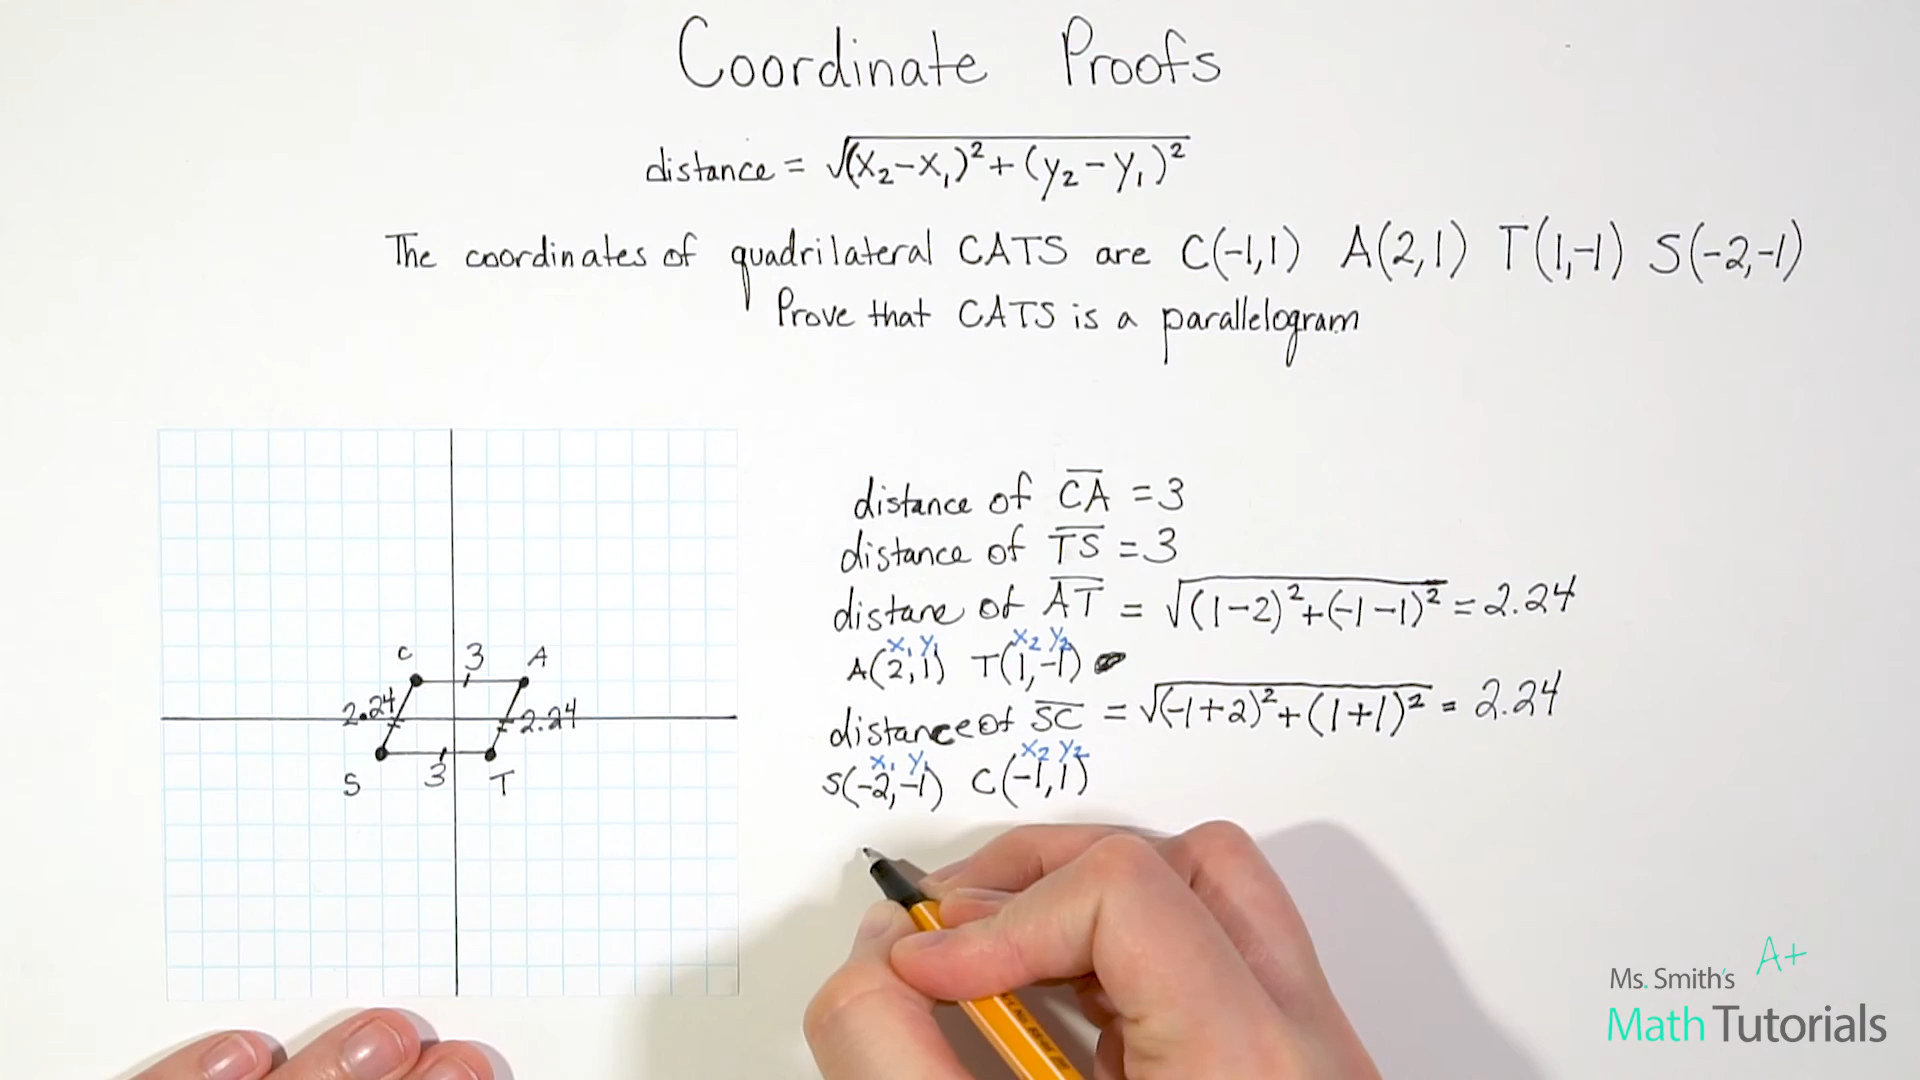 Coordinate Proofs
distance = √(x₂-x₁)²+(y₂-y₁)²
The coordinates of quadrilateral CATS are C(-1,1) A(2,1) T(1,-1) S(-2,-1)
Prove that CATS is a parallelogram
C 3 A
2.24 2.24
S 3 T
distance of CA = 3
distance of TS = 3
distane of AT = √(1-2)²+(-1-1)² = 2.24
x₁ y₁ x₂ y₂
A(2,1) T(1,-1)
distance of SC = √(-1+2)²+(1+1)² = 2.24
x₁ y₁ x₂ y₂
S(-2,-1) C(-1,1)
A+
Ms. Smith's
Math Tutorials